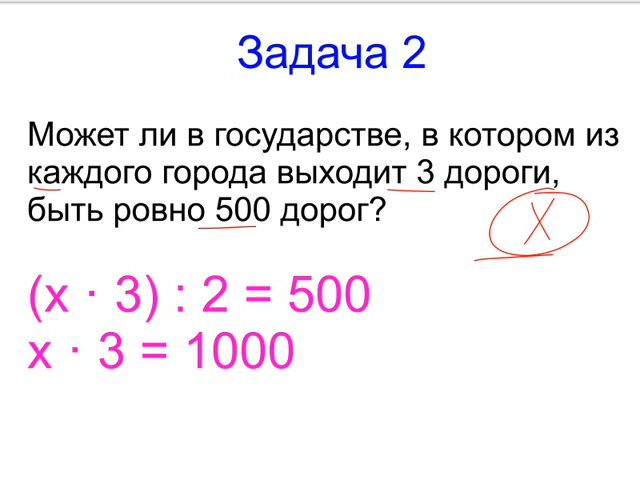 Задача 2
Может ли в государстве, в котором из
каждого города выходит 3 дороги,
быть ровно 500 дорог?
X
(x · 3) : 2 = 500
x · 3 = 1000